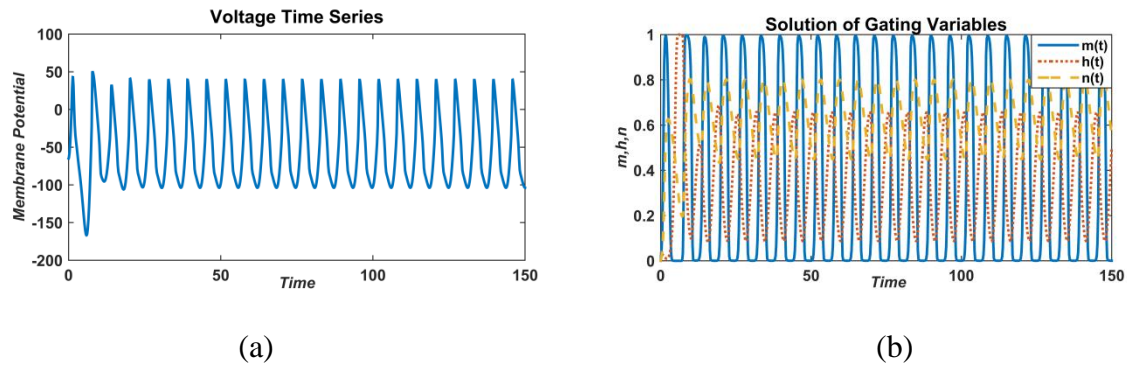 Voltage Time Series
100
50
0
-50
-100
-150
-200
Membrane Potential
0
50
100
150
Time
(a)
Solution of Gating Variables
1
0.8
0.6
0.4
0.2
0
m,h,n
m(t)
h(t)
n(t)
0
50
100
150
Time
(b)